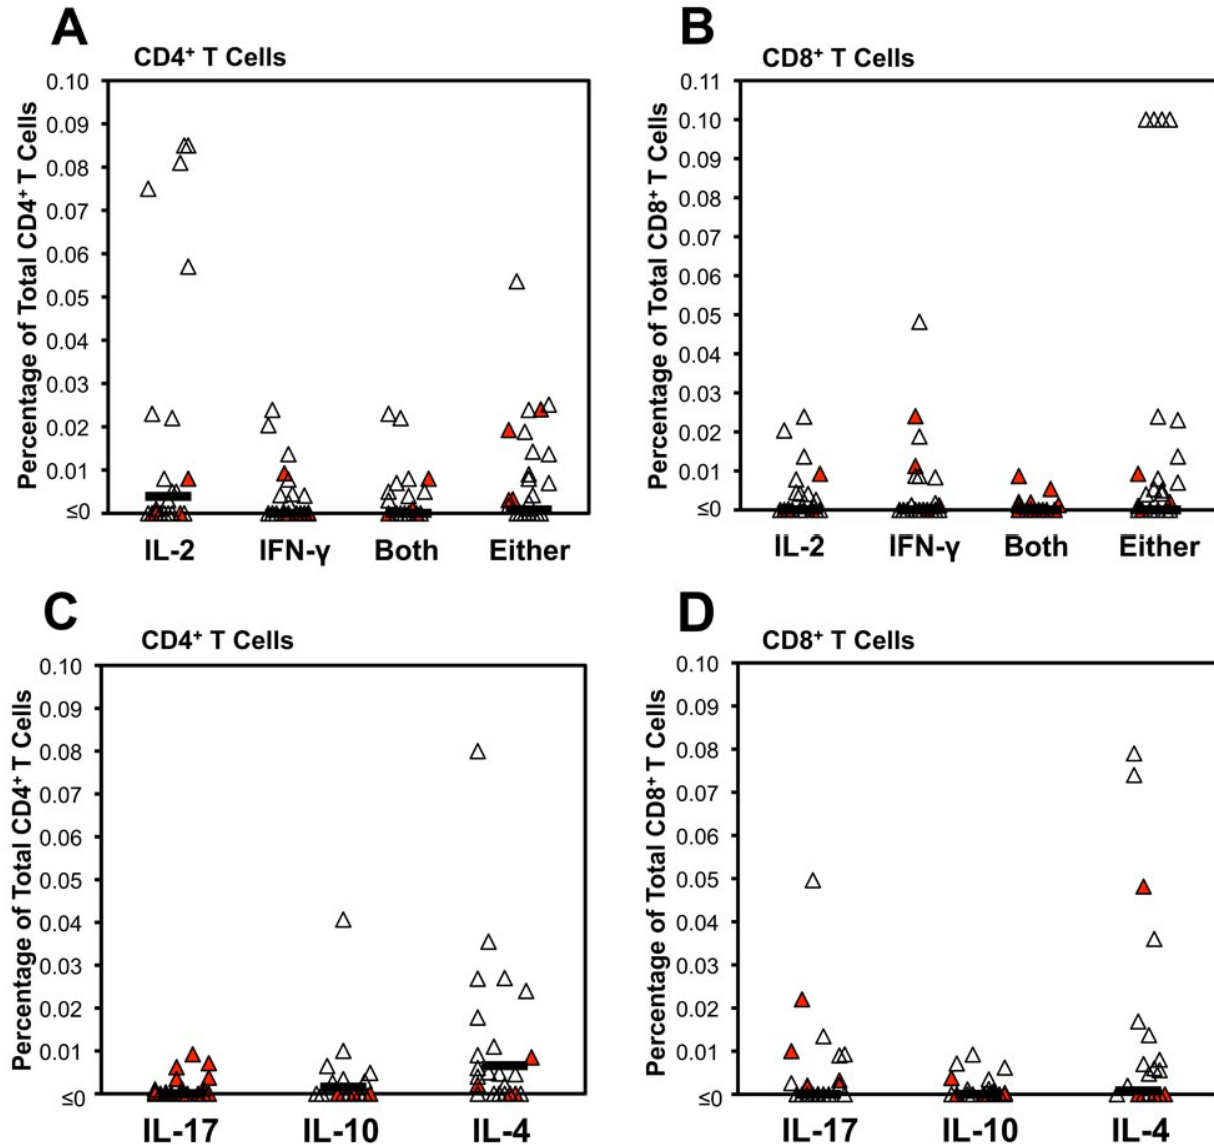 A
CD4⁺ T Cells
Percentage of Total CD4⁺ T Cells
0.10
0.09
0.08
0.07
0.06
0.05
0.04
0.03
0.02
0.01
≤0
IL-2 IFN-γ Both Either
B
CD8⁺ T Cells
Percentage of Total CD8⁺ T Cells
0.11
0.10
0.09
0.08
0.07
0.06
0.05
0.04
0.03
0.02
0.01
≤0
IL-2 IFN-γ Both Either
C
CD4⁺ T Cells
Percentage of Total CD4⁺ T Cells
0.10
0.09
0.08
0.07
0.06
0.05
0.04
0.03
0.02
0.01
≤0
IL-17 IL-10 IL-4
D
CD8⁺ T Cells
Percentage of Total CD8⁺ T Cells
0.10
0.09
0.08
0.07
0.06
0.05
0.04
0.03
0.02
0.01
≤0
IL-17 IL-10 IL-4